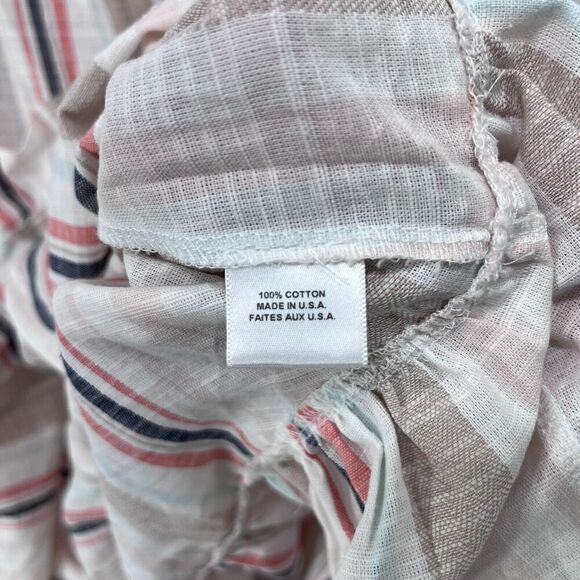 100% COTTON
MADE IN U.S.A.
FAITES AUX U.S.A.